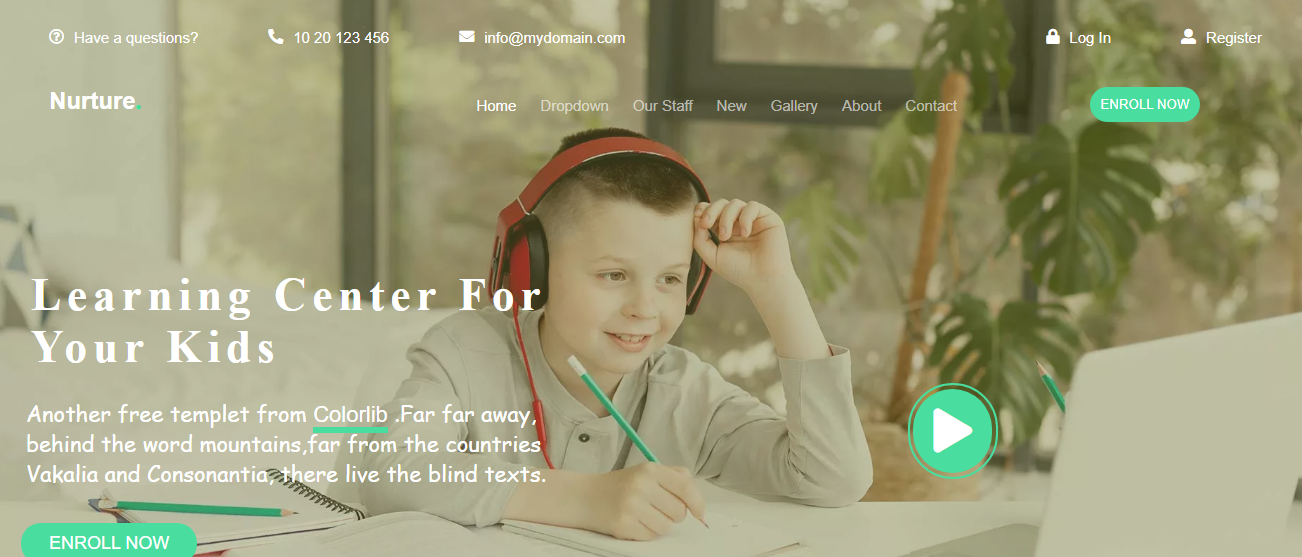 Have a questions? 10 20 123 456 info@mydomain.com Log In Register
Nurture. Home Dropdown Our Staff New Gallery About Contact ENROLL NOW
Learning Center For
Your Kids
Another free templet from Colorlib .Far far away,
behind the word mountains,far from the countries
Vakalia and Consonantia, there live the blind texts.
ENROLL NOW